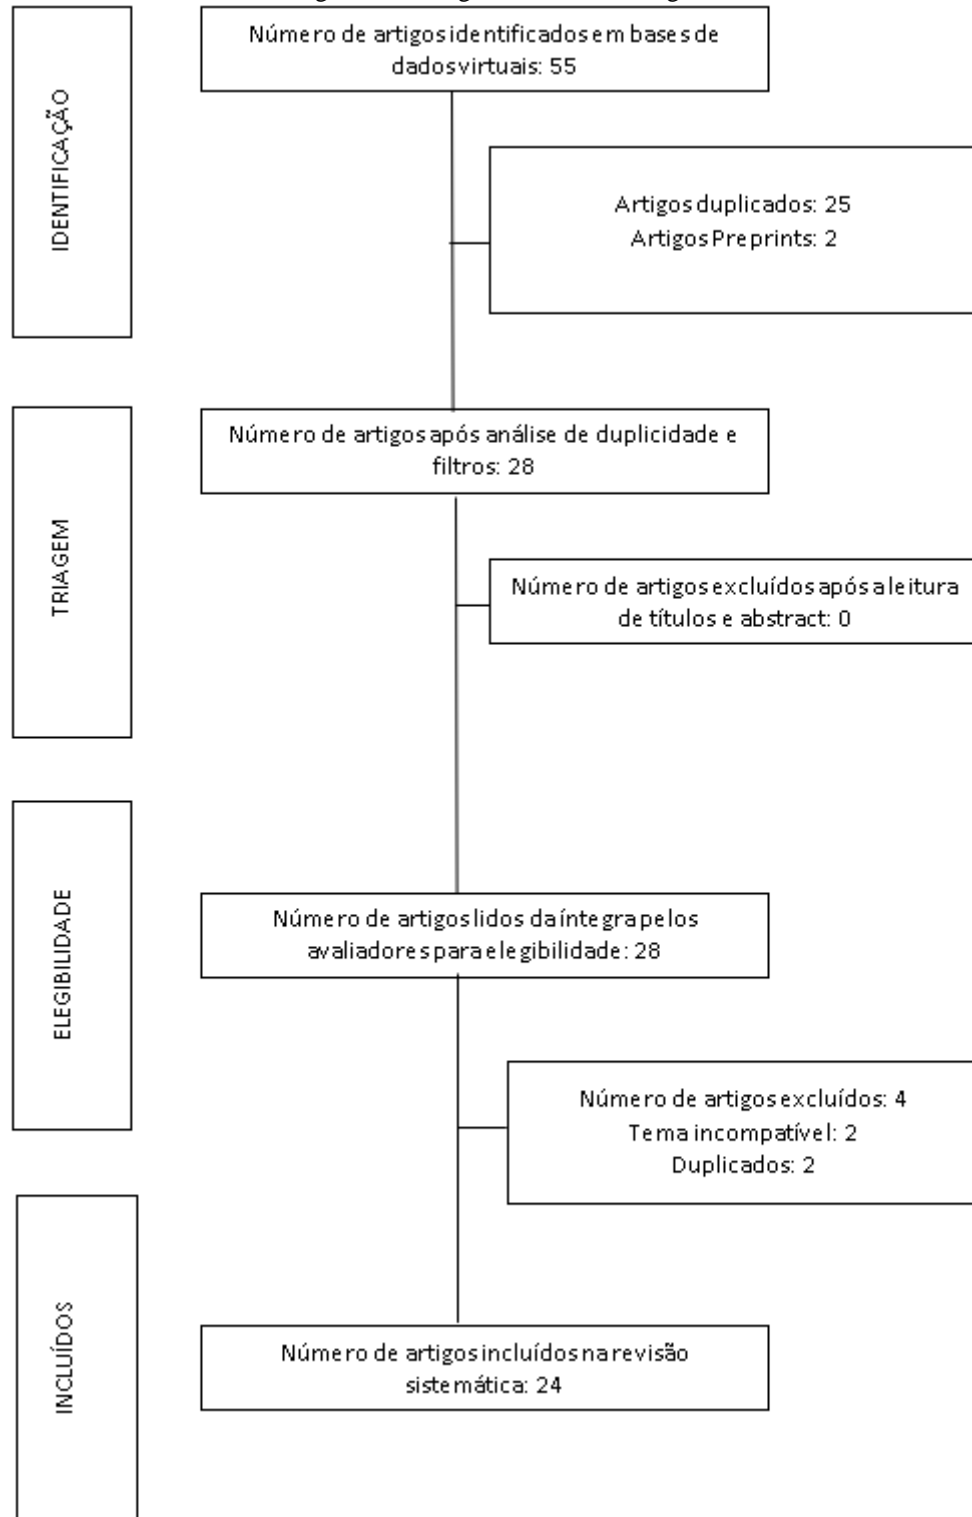 IDENTIFICAÇÃO
Número de artigos identificados em bases de
dados virtuais: 55
Artigos duplicados: 25
Artigos Preprints: 2
TRIAGEM
Número de artigos após análise de duplicidade e
filtros: 28
Número de artigos excluídos após a leitura
de títulos e abstract: 0
ELEGIBILIDADE
Número de artigos lidos da íntegra pelos
avaliadores para elegibilidade: 28
Número de artigos excluídos: 4
Tema incompatível: 2
Duplicados: 2
INCLUÍDOS
Número de artigos incluídos na revisão
sistemática: 24